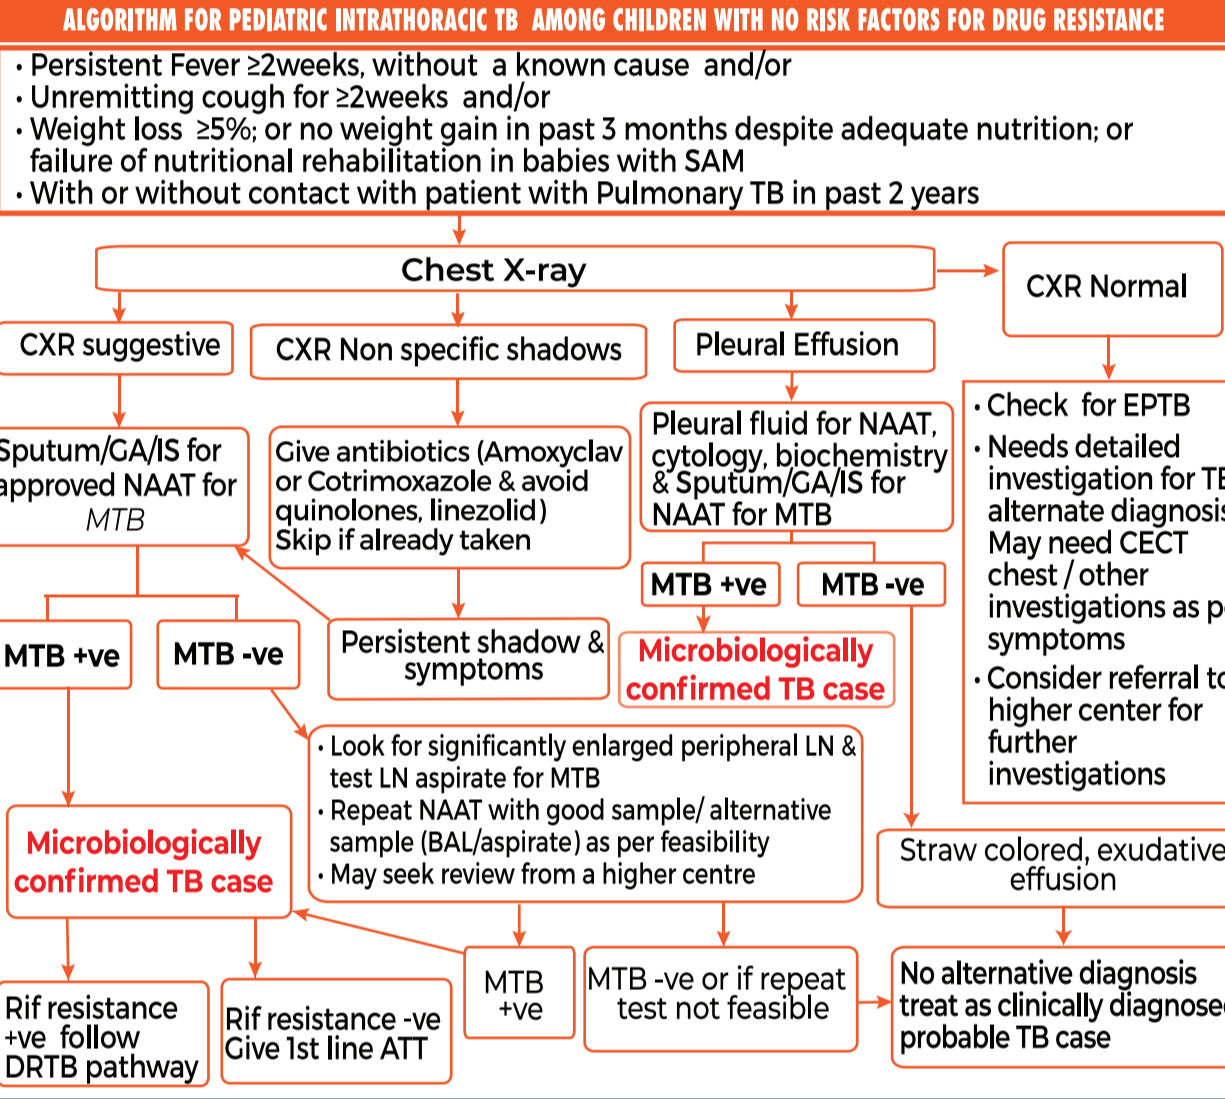 ALGORITHM FOR PEDIATRIC INTRATHORACIC TB AMONG CHILDREN WITH NO RISK FACTORS FOR DRUG RESISTANCE
· Persistent Fever ≥2weeks, without a known cause and/or
· Unremitting cough for ≥2weeks and/or
· Weight loss ≥5%; or no weight gain in past 3 months despite adequate nutrition; or
failure of nutritional rehabilitation in babies with SAM
· With or without contact with patient with Pulmonary TB in past 2 years
Chest X-ray
CXR Normal
CXR suggestive
CXR Non specific shadows
Pleural Effusion
Sputum/GA/IS for
approved NAAT for
MTB
Give antibiotics (Amoxyclav
or Cotrimoxazole & avoid
quinolones, linezolid)
Skip if already taken
Pleural fluid for NAAT,
cytology, biochemistry
& Sputum/GA/IS for
NAAT for MTB
· Check for EPTB
· Needs detailed
investigation for TB
alternate diagnosis
May need CECT
chest / other
investigations as
symptoms
· Consider referral to
higher center for
further
investigations
MTB +ve
MTB -ve
Persistent shadow &
symptoms
MTB +ve
MTB -ve
Microbiologically
confirmed TB case
· Look for significantly enlarged peripheral LN &
test LN aspirate for MTB
· Repeat NAAT with good sample/ alternative
sample (BAL/aspirate) as per feasibility
· May seek review from a higher centre
Microbiologically
confirmed TB case
Straw colored, exudative
effusion
Rif resistance
+ve follow
DRTB pathway
Rif resistance -ve
Give 1st line ATT
MTB
+ve
MTB -ve or if repeat
test not feasible
No alternative diagnosis
treat as clinically diagnosed
probable TB case